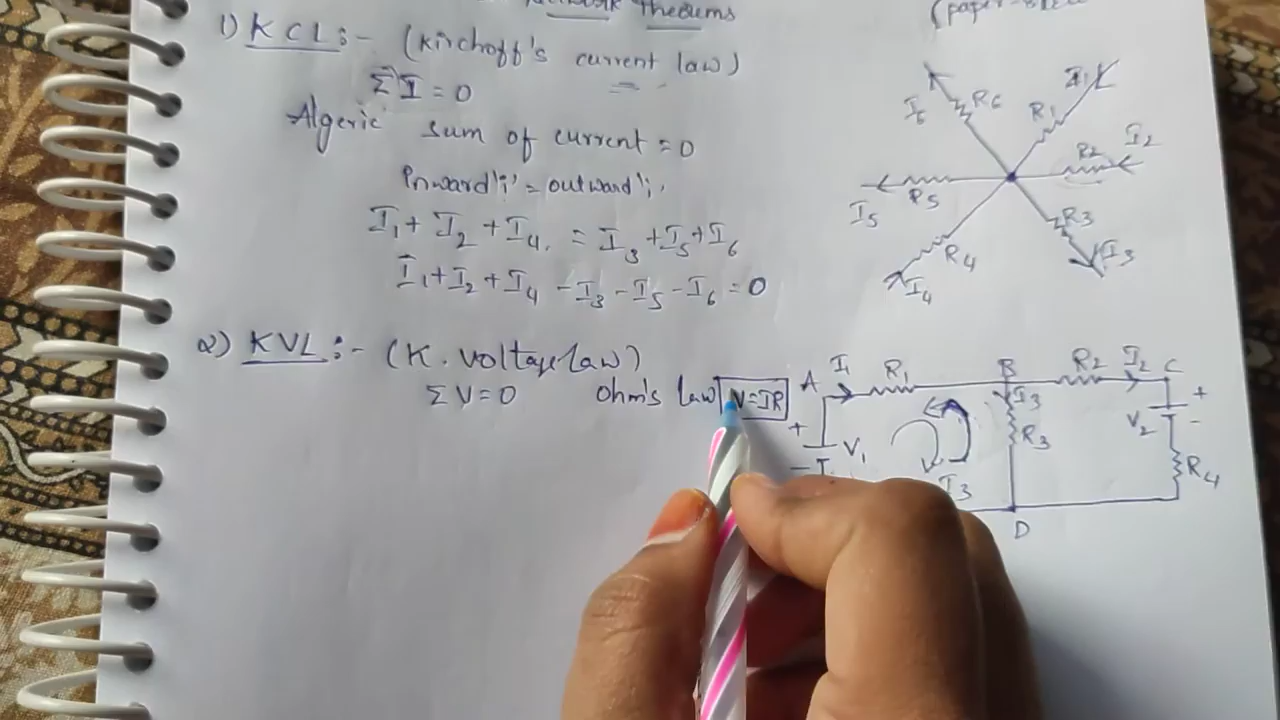 Network Theorems
1) KCL:- (Kirchoff's current law)
ΣI = 0
Algeric sum of current = 0
Inward 'i' = outward 'i'
I₁ + I₂ + I₄ = I₃ + I₅ + I₆
I₁ + I₂ + I₄ - I₃ - I₅ - I₆ = 0
I₆ R₆ R₁ I₁
R₂ I₂
I₅ R₅
R₄ R₃
I₄ I₃
2) KVL:- (K. voltage law)
ΣV = 0 Ohm's law V=IR
A I₁ R₁ B R₂ I₂ C
I₃ + V₂ -
+ V₁ - R₃
I₃ R₄
D